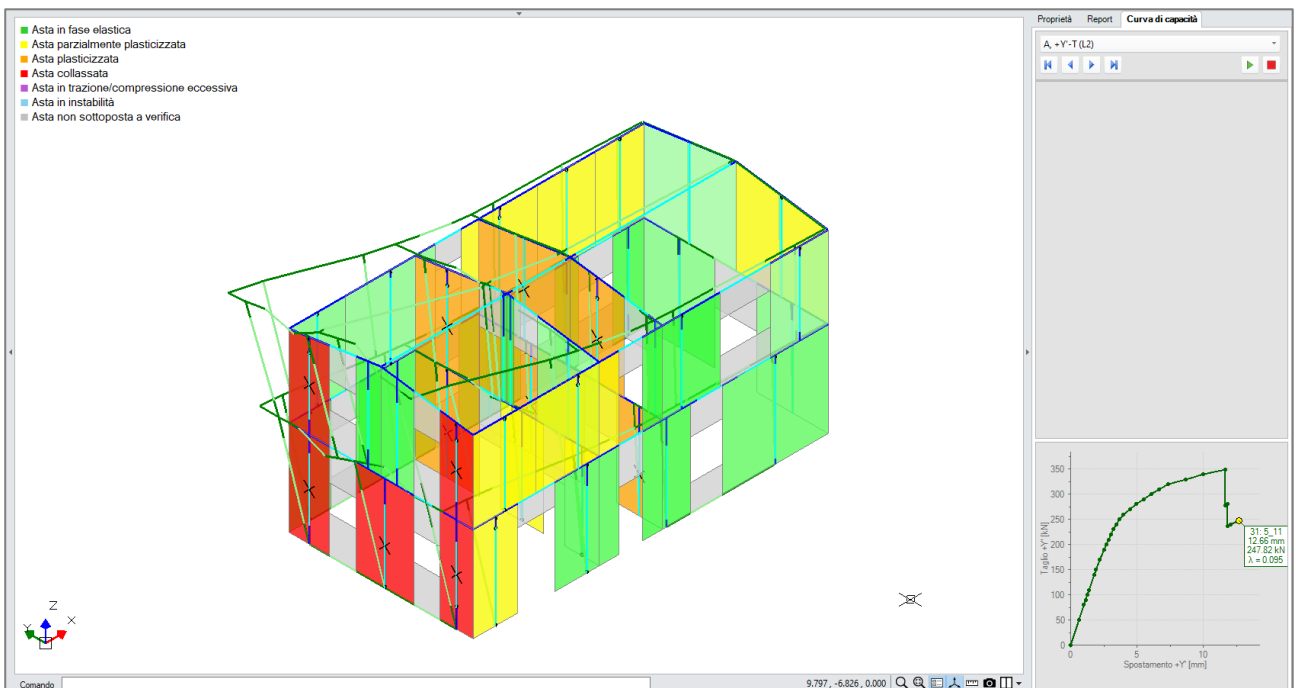 Asta in fase elastica
Asta parzialmente plasticizzata
Asta plasticizzata
Asta collassata
Asta in trazione/compressione eccessiva
Asta in instabilità
Asta non sottoposta a verifica
Z
Y
X
Comando
9.797, -6.826, 0.000
Proprietà Report Curva di capacità
A, +Y'-T (L2)
350
300
250
200
150
100
50
0
Taglio +Y' [kN]
31: 5_11
12.66 mm
247.82 kN
λ = 0.095
0 5 10
Spostamento +Y' [mm]